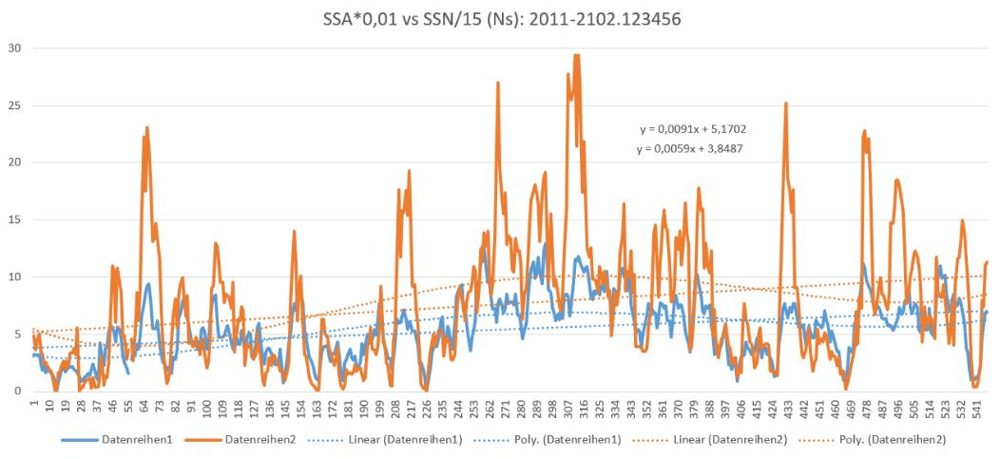 SSA*0,01 vs SSN/15 (Ns): 2011-2102.123456
30
25
20
15
10
5
0
y = 0,0091x + 5,1702
y = 0,0059x + 3,8487
1 10 19 28 37 46 55 64 73 82 91 100 109 118 127 136 145 154 163 172 181 190 199 208 217 226 235 244 253 262 271 280 289 298 307 316 325 334 343 352 361 370 379 388 397 406 415 424 433 442 451 460 469 478 487 496 505 514 523 532 541
Datenreihen1 Datenreihen2 Linear (Datenreihen1) Poly. (Datenreihen1) Linear (Datenreihen2) Poly. (Datenreihen2)